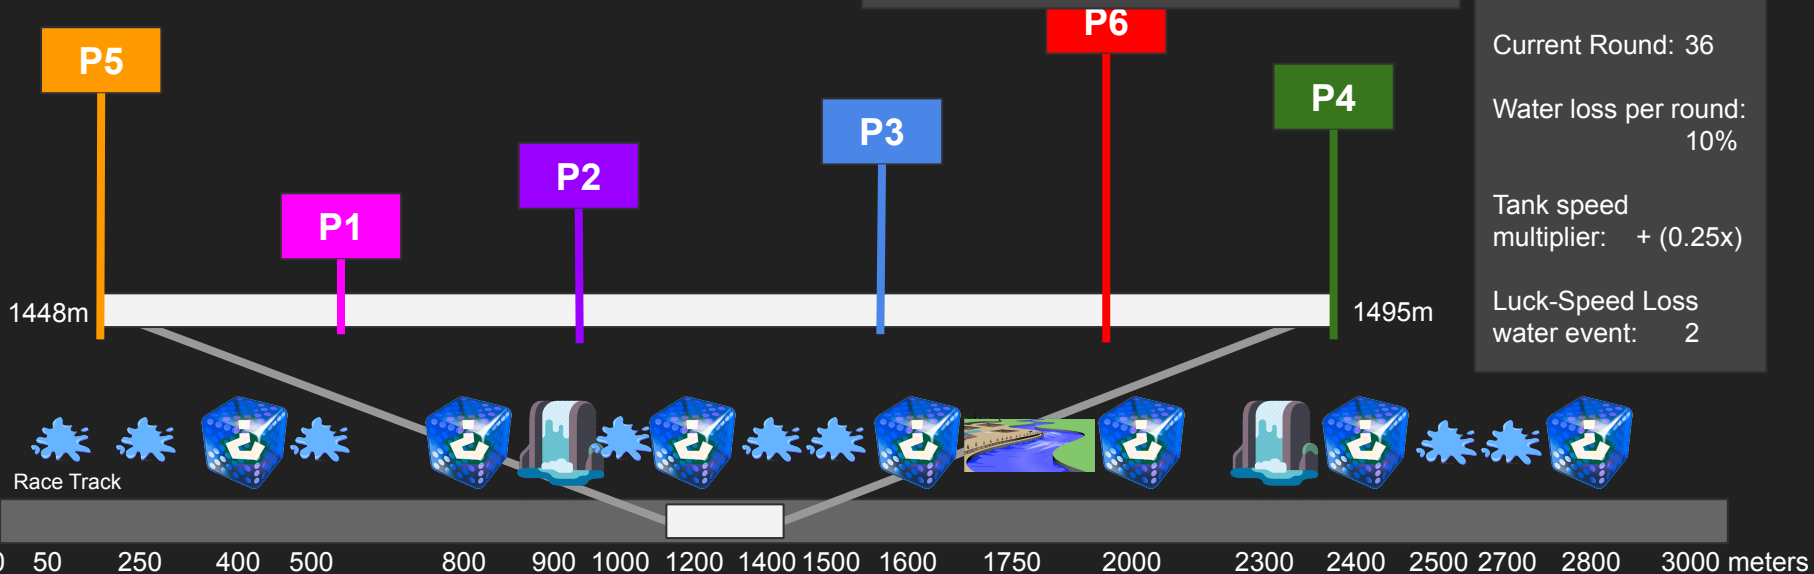 P6
P5
P4
P3
P2
P1
Current Round: 36
Water loss per round:
10%
Tank speed
multiplier: + (0.25x)
Luck-Speed Loss
water event: 2
1448m
1495m
Race Track
0 50 250 400 500 800 900 1000 1200 1400 1500 1600 1750 2000 2300 2400 2500 2700 2800 3000 meters